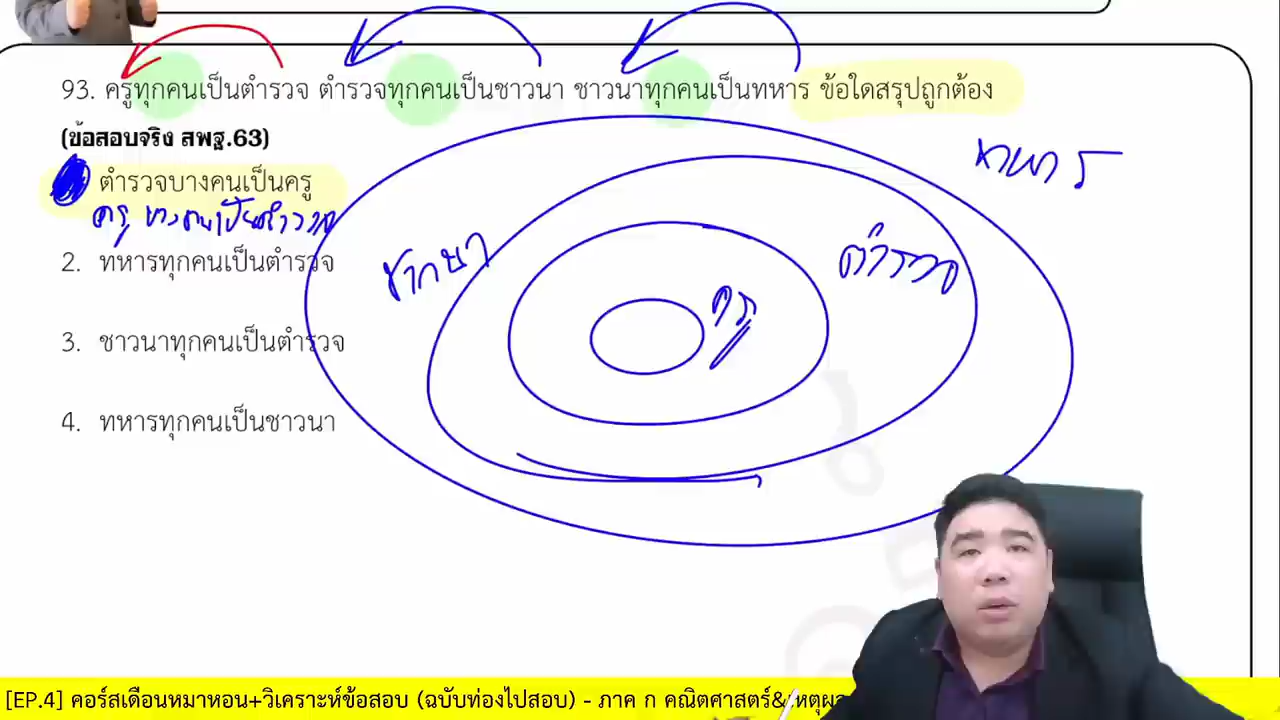 93. ครูทุกคนเป็นตำรวจ ตำรวจทุกคนเป็นชาวนา ชาวนาทุกคนเป็นทหาร ข้อใดสรุปถูกต้อง
(ข้อสอบจริง สพฐ.63)
ทหาร
ตำรวจบางคนเป็นครู
ครูบางคนเป็นตำรวจ
ชาวนา
ตำรวจ
2. ทหารทุกคนเป็นตำรวจ
ครู
3. ชาวนาทุกคนเป็นตำรวจ
4. ทหารทุกคนเป็นชาวนา
[EP.4] คอร์สเดือนหมาหอน+วิเคราะห์ข้อสอบ (ฉบับท่องไปสอบ) - ภาค ก คณิตศาสตร์&เหตุผ